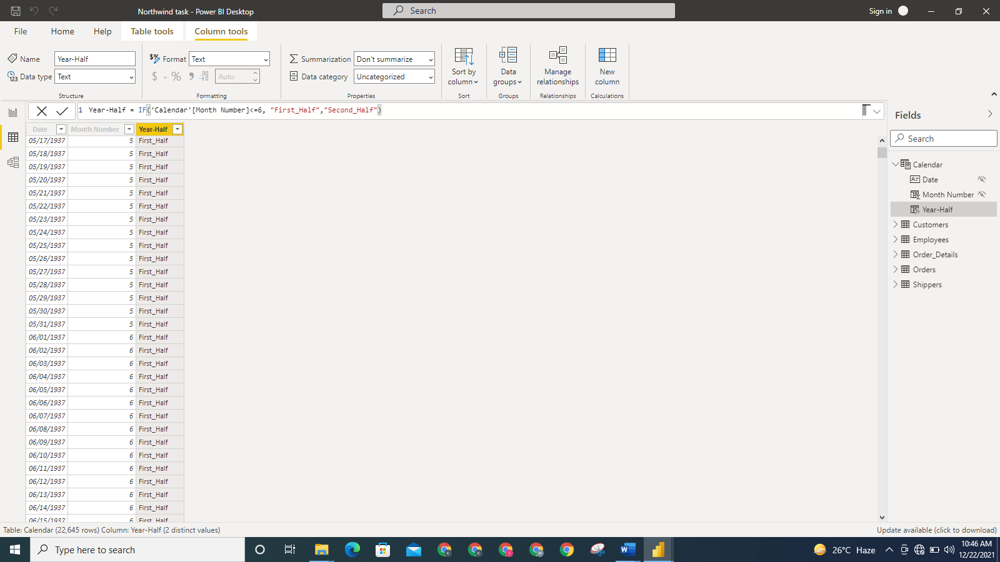 Northwind task - Power BI Desktop
Search
Sign in
File
Home
Help
Table tools
Column tools
Name
Year-Half
Data type
Text
Structure
Format
Text
Auto
Formatting
Summarization
Don't summarize
Data category
Uncategorized
Properties
Sort by
column
Sort
Data
groups
Groups
Manage
relationships
Relationships
New
column
Calculations
1 Year-Half = IF('Calendar'[Month Number]<=6, "First_Half","Second_Half")
Date Month Number Year-Half
05/17/1937 5 First_Half
05/18/1937 5 First_Half
05/19/1937 5 First_Half
05/20/1937 5 First_Half
05/21/1937 5 First_Half
05/22/1937 5 First_Half
05/23/1937 5 First_Half
05/24/1937 5 First_Half
05/25/1937 5 First_Half
05/26/1937 5 First_Half
05/27/1937 5 First_Half
05/28/1937 5 First_Half
05/29/1937 5 First_Half
05/30/1937 5 First_Half
05/31/1937 5 First_Half
06/01/1937 6 First_Half
06/02/1937 6 First_Half
06/03/1937 6 First_Half
06/04/1937 6 First_Half
06/05/1937 6 First_Half
06/06/1937 6 First_Half
06/07/1937 6 First_Half
06/08/1937 6 First_Half
06/09/1937 6 First_Half
06/10/1937 6 First_Half
06/11/1937 6 First_Half
06/12/1937 6 First_Half
06/13/1937 6 First_Half
06/14/1937 6 First_Half
06/15/1937 6 First_Half
Fields
Search
Calendar
Date
Month Number
Year-Half
Customers
Employees
Order_Details
Orders
Shippers
Table: Calendar (22,645 rows) Column: Year-Half (2 distinct values)
Update available (click to download)
Type here to search
26°C Haze
10:46 AM
12/22/2021